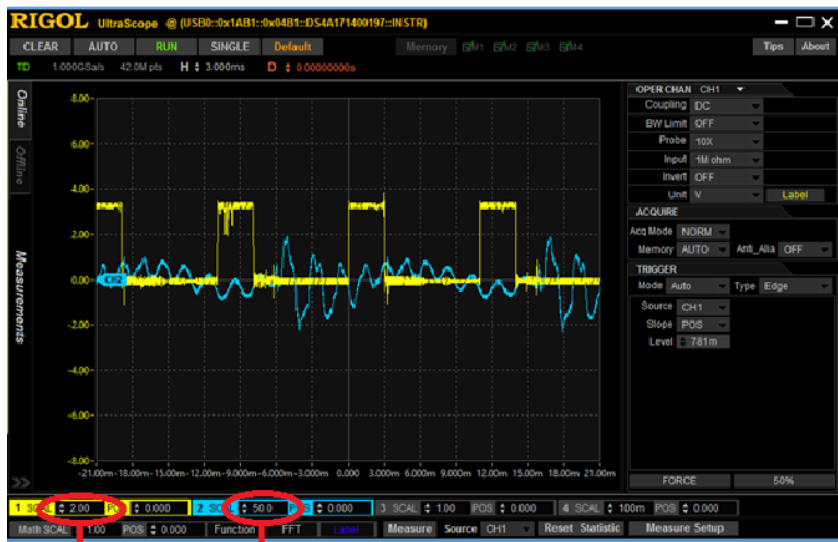 RIGOL UltraScope @ (USB0::0x1AB1::0x04B1::DS4A171400197::INSTR)
CLEAR AUTO RUN SINGLE Default Memory M1 M2 M3 M4 Tips About
TD 1.000GSa/s 42.0M pts H 3.000ms D 0.00000000s
Online
Offline
Measurements
8.00
6.00
4.00
2.00
0.00
CH2
-2.00
-4.00
-6.00
-8.00
-21.00m -18.00m -15.00m -12.00m -9.000m -6.000m -3.000m 0.000 3.000m 6.000m 9.000m 12.00m 15.00m 18.00m 21.00m
OPER CHAN CH1
Coupling DC
BW Limit OFF
Probe 10X
Input 1M ohm
Invert OFF
Unit V Label
ACQUIRE
Acq Mode NORM
Memory AUTO Anti_Alia OFF
TRIGGER
Mode Auto Type Edge
Source CH1
Slope POS
Level 781m
>> FORCE 50%
1 SCAL 2.00 POS 0.000 2 SCAL 50.0 POS 0.000 3 SCAL 1.00 POS 0.000 4 SCAL 100m POS 0.000
Math SCAL 1.00 POS 0.000 Function FFT Label Measure Source CH1 Reset Statistic Measure Setup